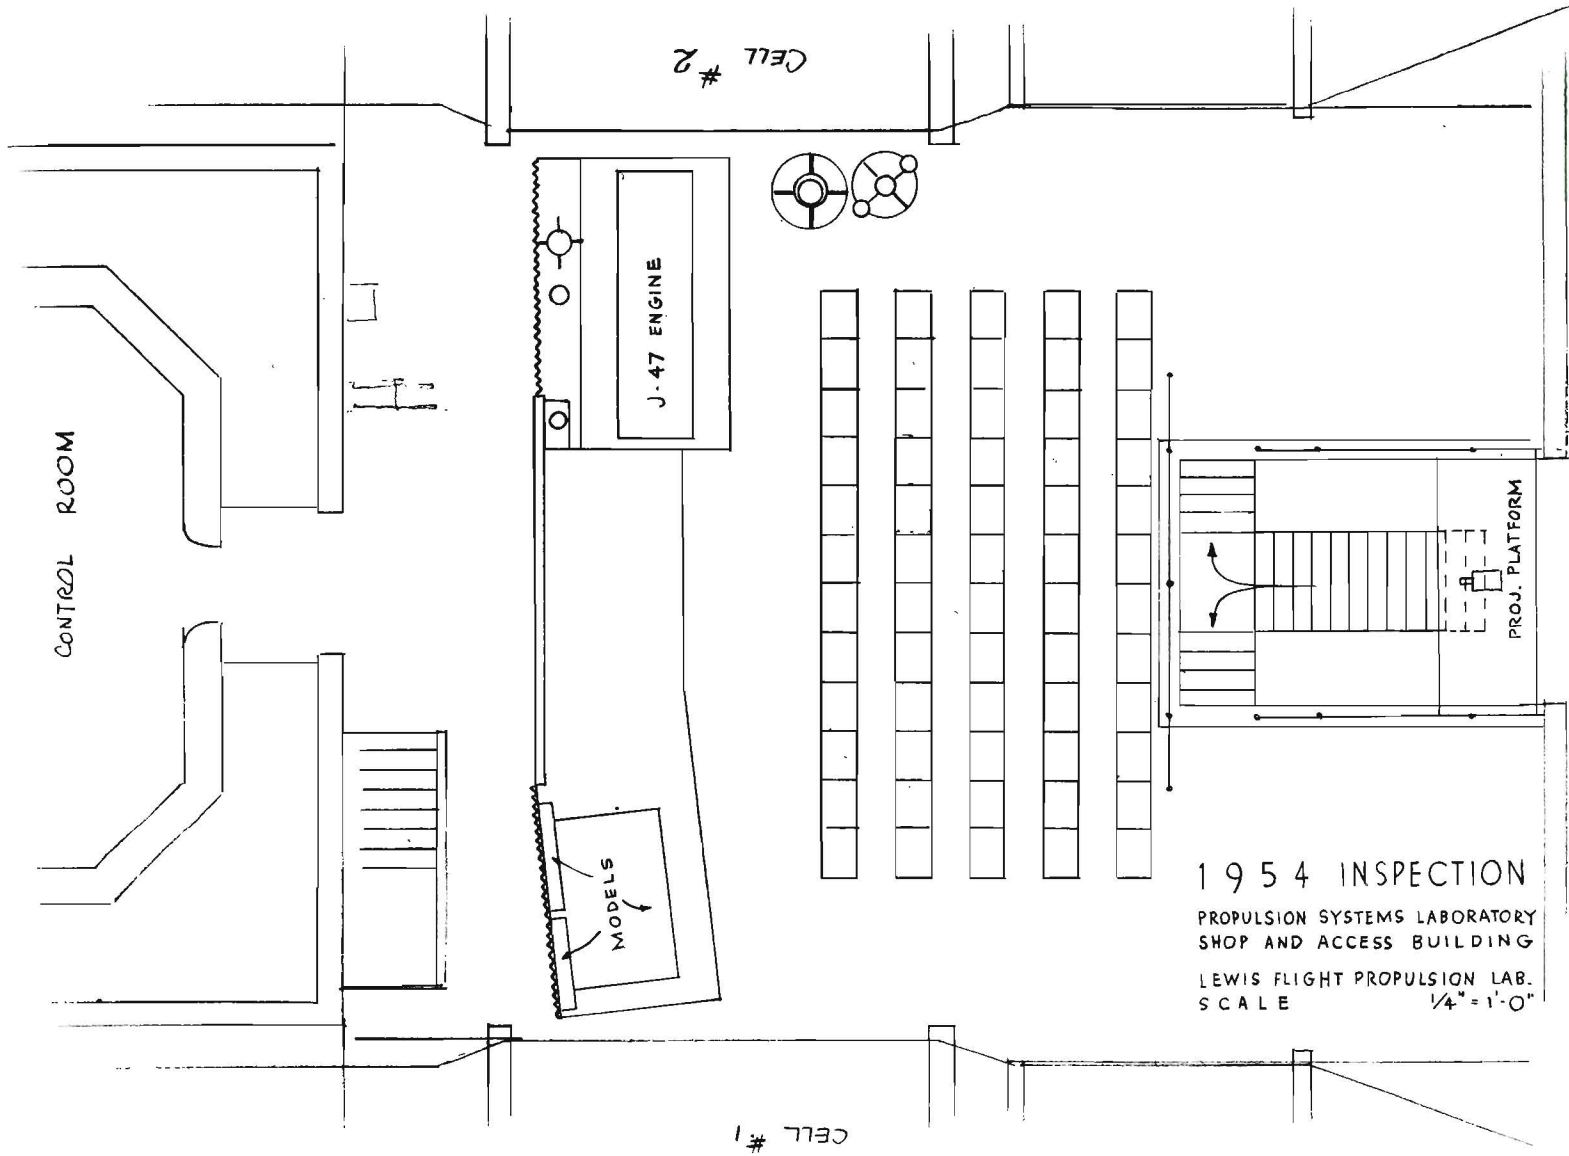 CELL #2
CONTROL ROOM
J-47 ENGINE
MODELS
PROJ. PLATFORM
1954 INSPECTION
PROPULSION SYSTEMS LABORATORY
SHOP AND ACCESS BUILDING
LEWIS FLIGHT PROPULSION LAB.
SCALE 1/4" = 1'-0"
CELL #1